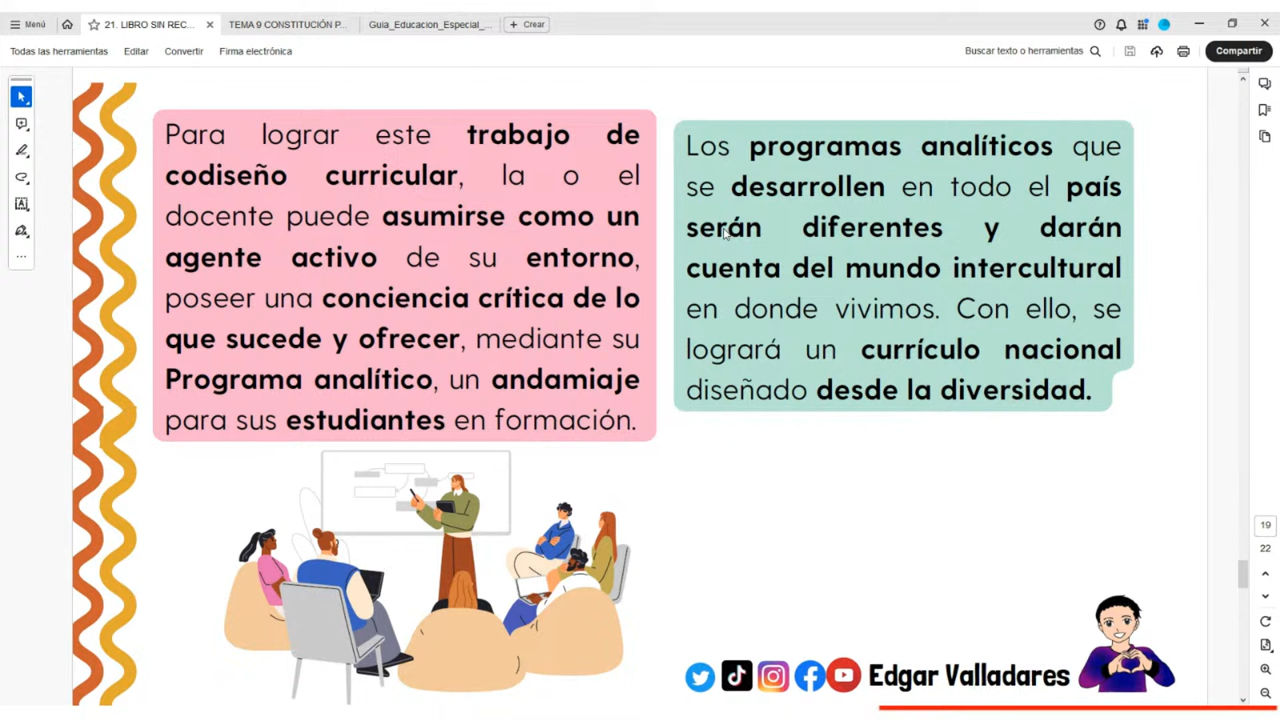 Menú
21. LIBRO SIN REC...
TEMA 9 CONSTITUCIÓN P...
Guia_Educacion_Especial_...
+ Crear
Todas las herramientas
Editar
Convertir
Firma electrónica
Buscar texto o herramientas
Compartir
Para lograr este trabajo de
codiseño curricular, la o el
docente puede asumirse como un
agente activo de su entorno,
poseer una conciencia crítica de lo
que sucede y ofrecer, mediante su
Programa analítico, un andamiaje
para sus estudiantes en formación.
Los programas analíticos que
se desarrollen en todo el país
serán diferentes y darán
cuenta del mundo intercultural
en donde vivimos. Con ello, se
logrará un currículo nacional
diseñado desde la diversidad.
19
22
Edgar Valladares